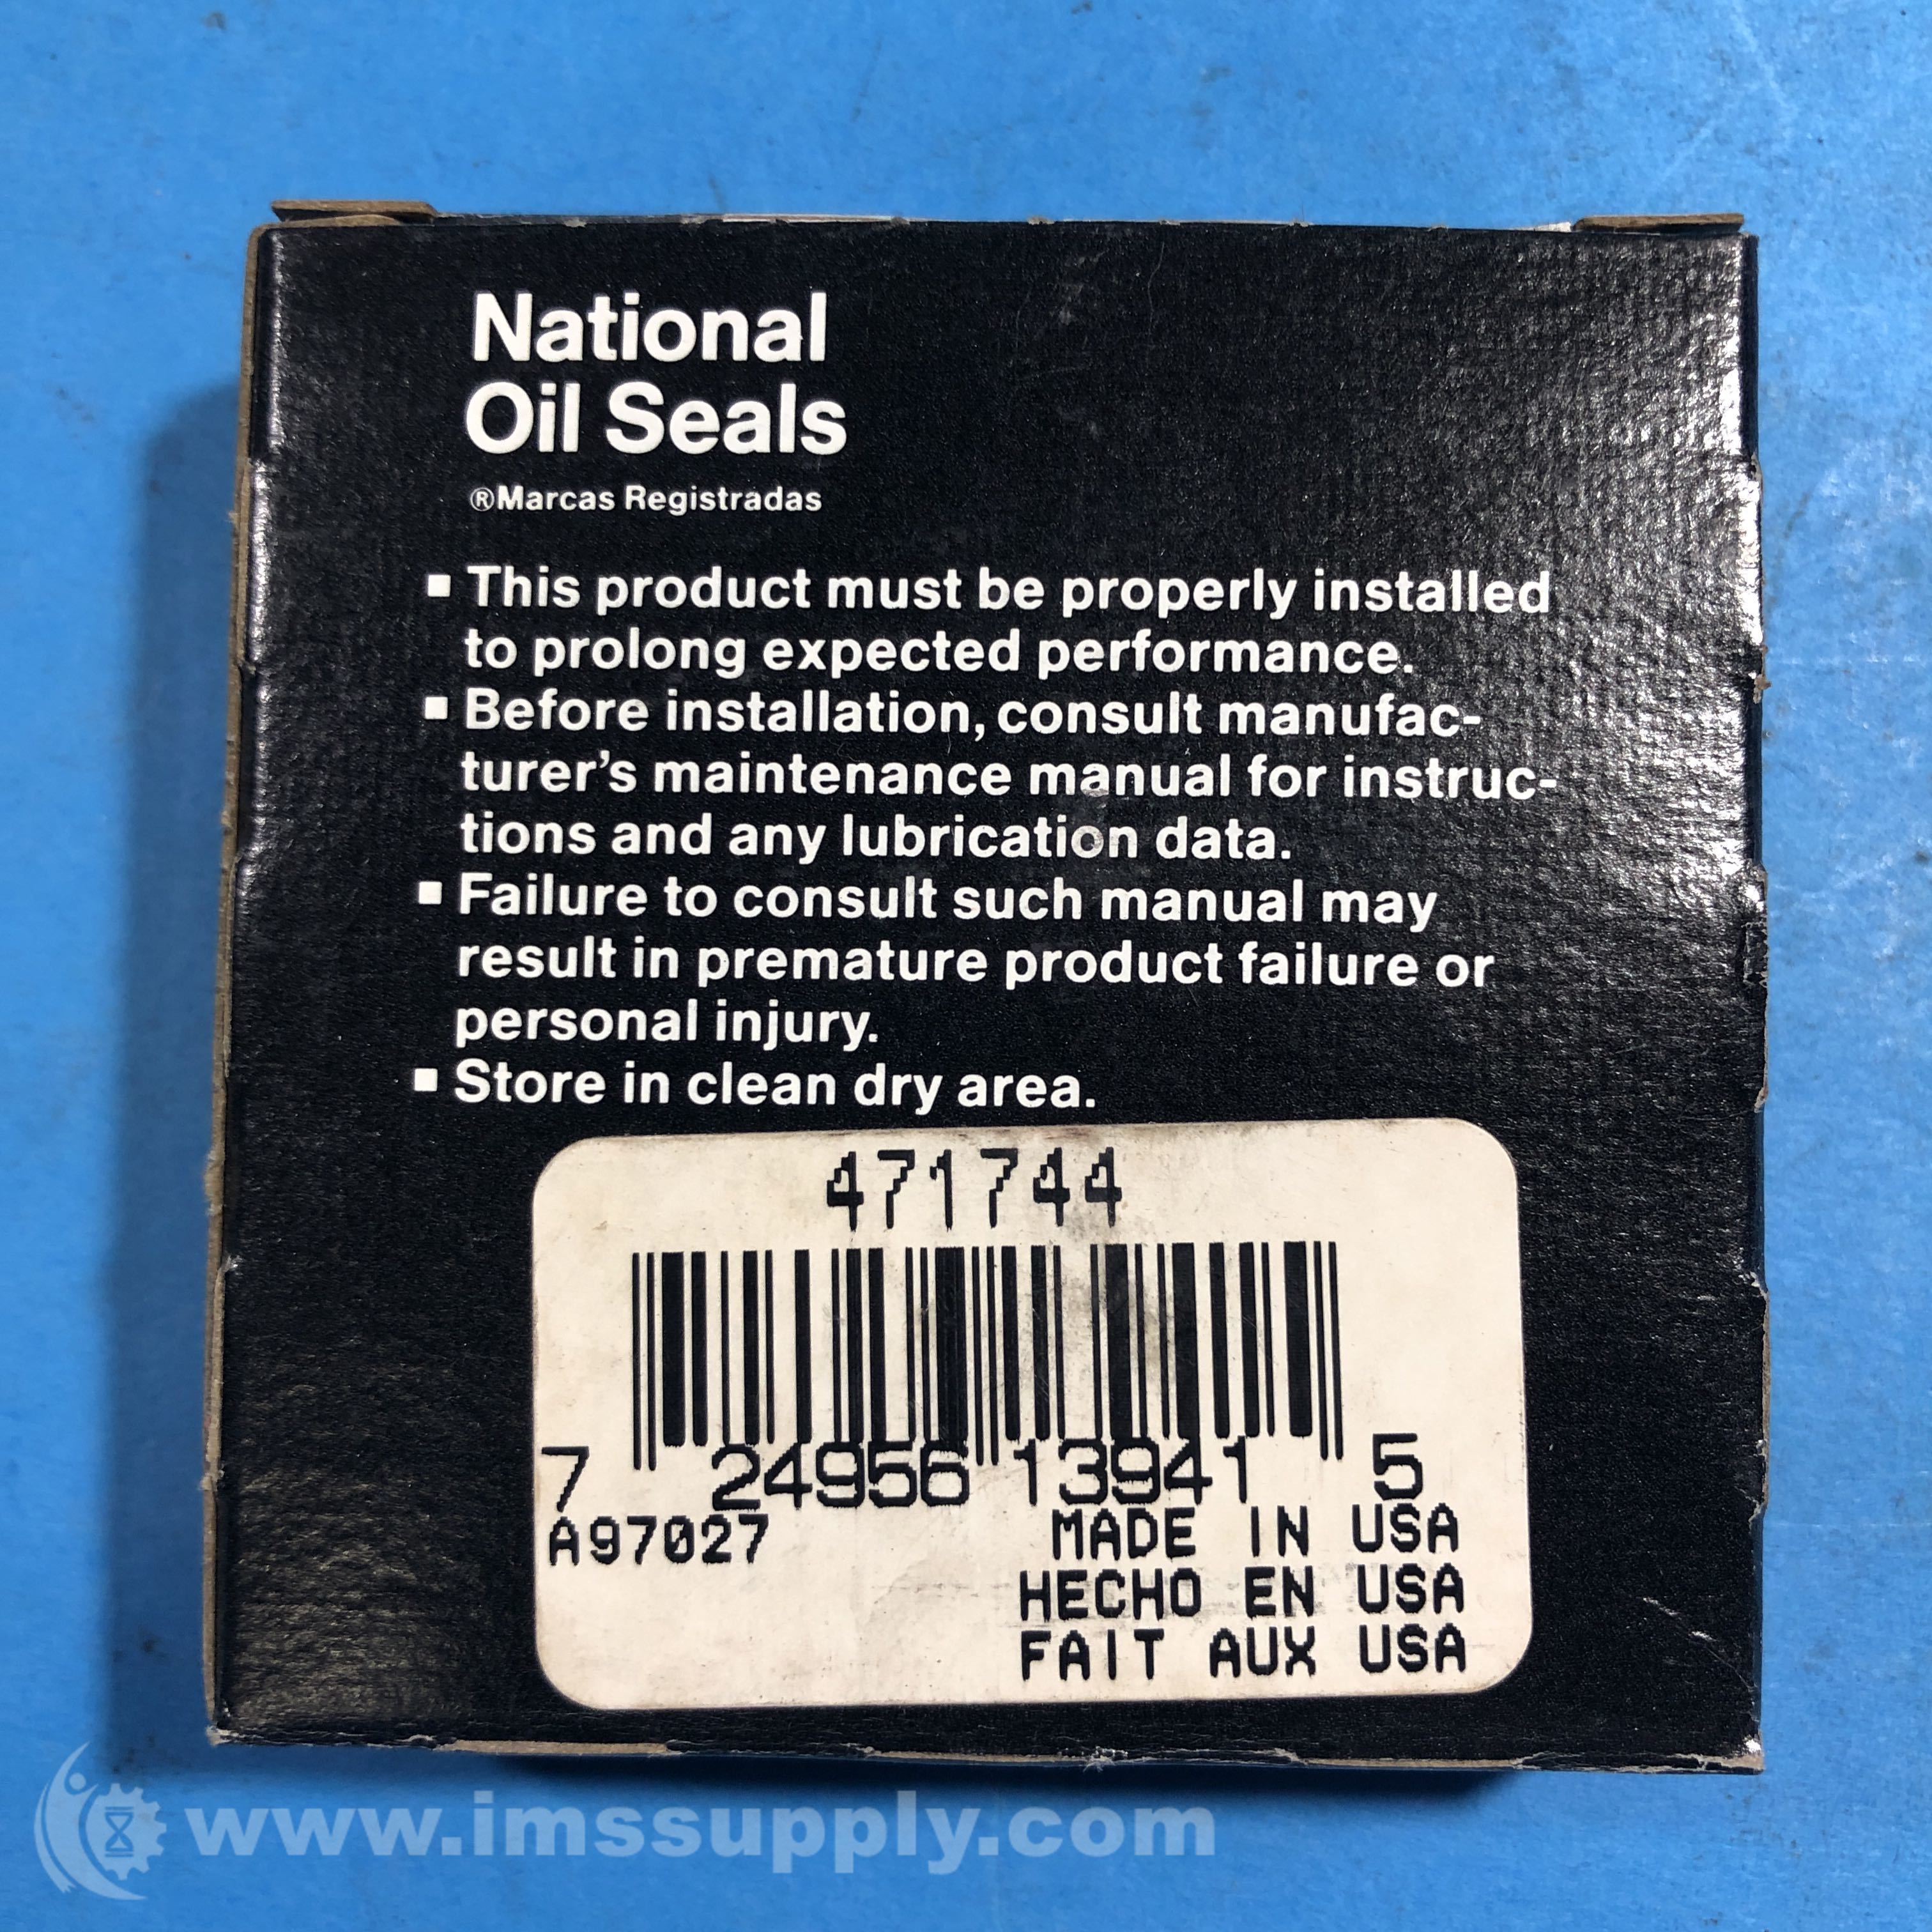 National
Oil Seals
®Marcas Registradas
▪ This product must be properly installed
to prolong expected performance.
▪ Before installation, consult manufac-
turer's maintenance manual for instruc-
tions and any lubrication data.
▪ Failure to consult such manual may
result in premature product failure or
personal injury.
▪ Store in clean dry area.
471744
7 24956 13941 5
A97027 MADE IN USA
HECHO EN USA
FAIT AUX USA
www.imssupply.com